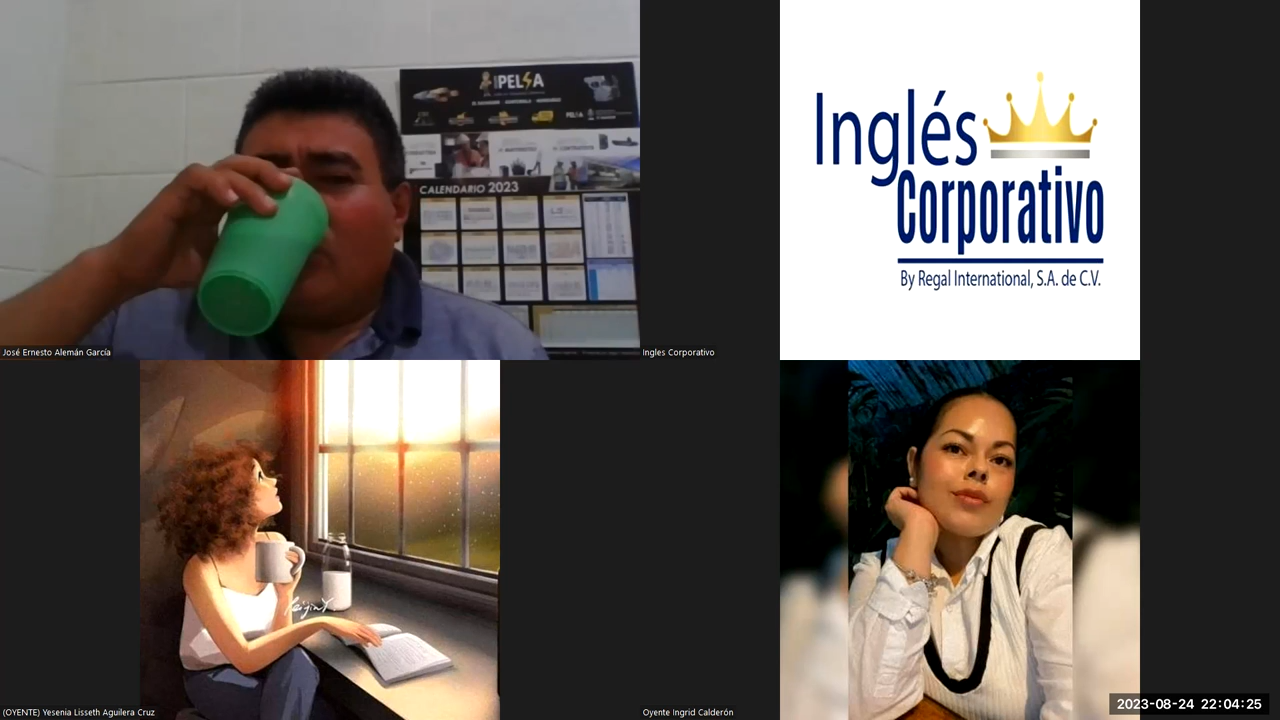 PELSA
CALENDARIO 2023
José Ernesto Alemán García
Inglés
Corporativo
By Regal International, S.A. de C.V.
Ingles Corporativo
(OYENTE) Yesenia Lisseth Aguilera Cruz
Oyente Ingrid Calderón
2023-08-24 22:04:25